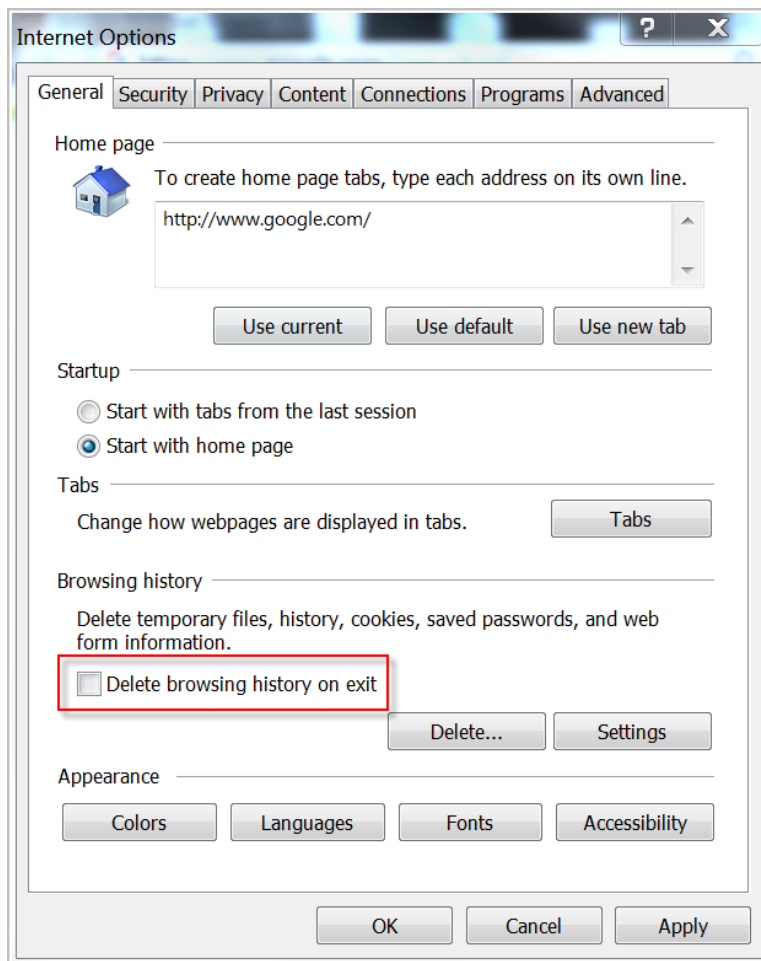 Internet Options
?
X
General Security Privacy Content Connections Programs Advanced
Home page
To create home page tabs, type each address on its own line.
http://www.google.com/
Use current Use default Use new tab
Startup
Start with tabs from the last session
Start with home page
Tabs
Change how webpages are displayed in tabs. Tabs
Browsing history
Delete temporary files, history, cookies, saved passwords, and web
form information.
Delete browsing history on exit
Delete... Settings
Appearance
Colors Languages Fonts Accessibility
OK Cancel Apply